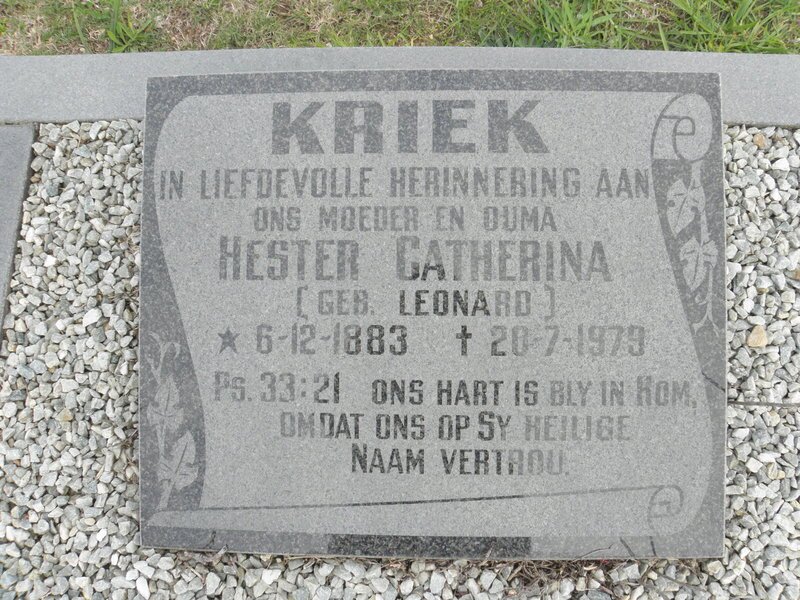 KRIEK
IN LIEFDEVOLLE HERINNERING AAN
ONS MOEDER EN OUMA
HESTER CATHERINA
(GEB. LEONARD)
★ 6-12-1883 ✝ 20-7-1979
PS. 33:21 ONS HART IS BLY IN HOM,
OMDAT ONS OP SY HEILIGE
NAAM VERTROU.